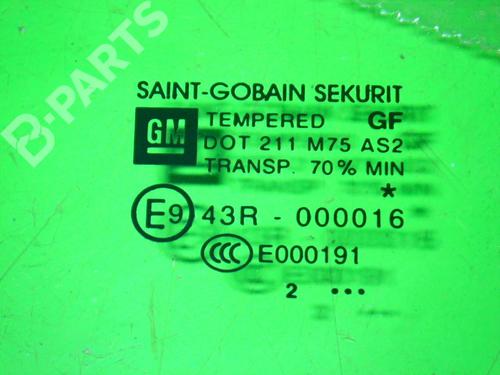 B-PARTS
SAINT-GOBAIN SEKURIT
GM TEMPERED GF
DOT 211 M75 AS2
TRANSP. 70% MIN
*
E9 43R - 000016
CCC E000191
2 •••